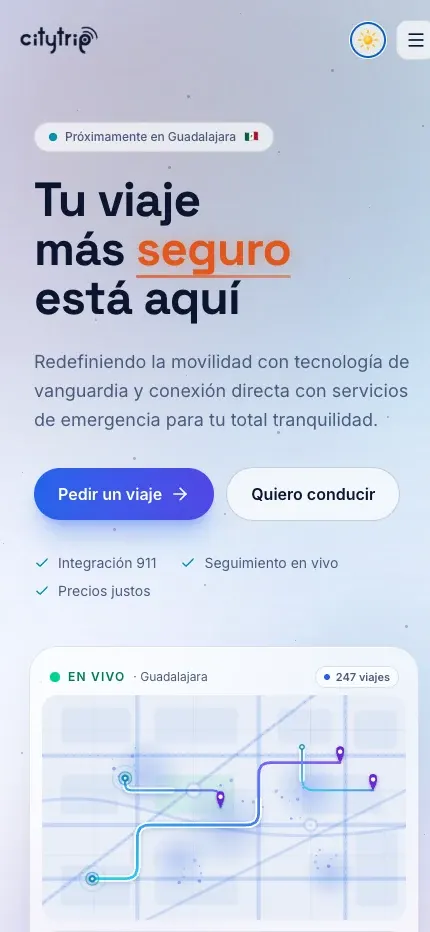 citytrip
Próximamente en Guadalajara
Tu viaje
más seguro
está aquí
Redefiniendo la movilidad con tecnología de
vanguardia y conexión directa con servicios
de emergencia para tu total tranquilidad.
Pedir un viaje →
Quiero conducir
Integración 911
Seguimiento en vivo
Precios justos
EN VIVO · Guadalajara
247 viajes